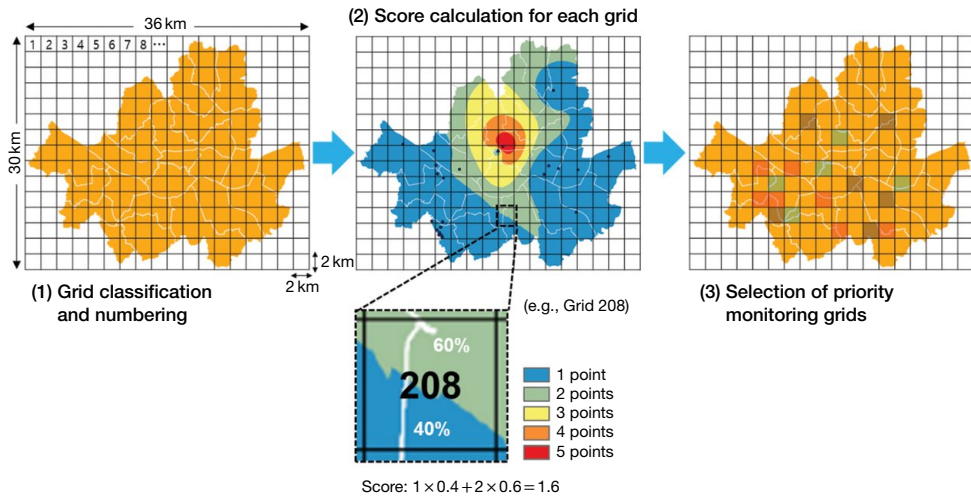 36 km
(2) Score calculation for each grid
1 2 3 4 5 6 7 8 ...
30 km
2 km
2 km
(1) Grid classification
and numbering
(e.g., Grid 208)
(3) Selection of priority
monitoring grids
60%
208
40%
1 point
2 points
3 points
4 points
5 points
Score: 1 × 0.4 + 2 × 0.6 = 1.6